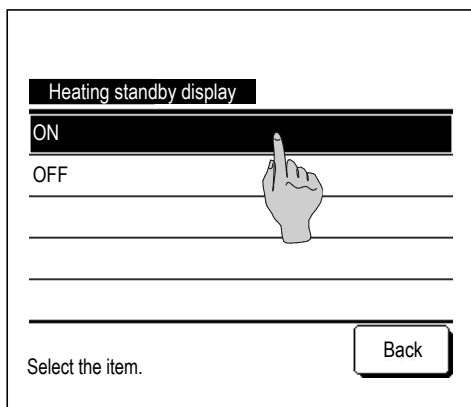 Heating standby display
ON
OFF
Select the item.
Back